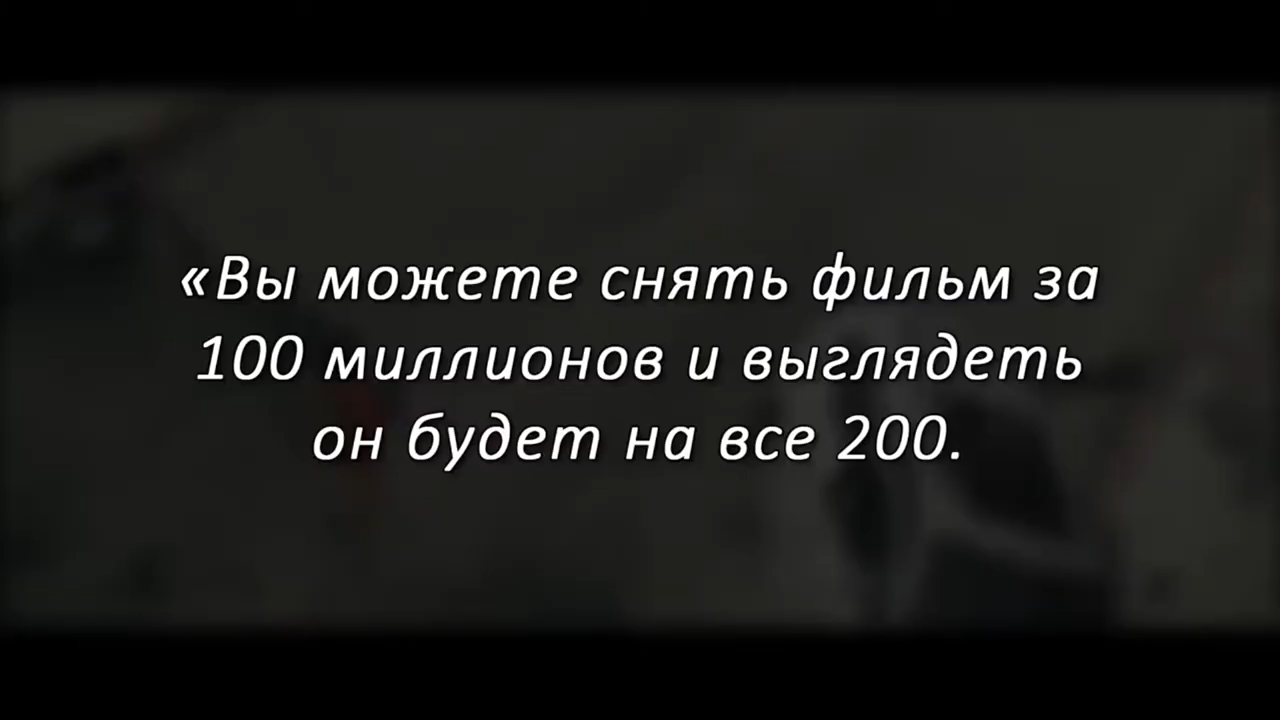 «Вы можете снять фильм за
100 миллионов и выглядеть
он будет на все 200.